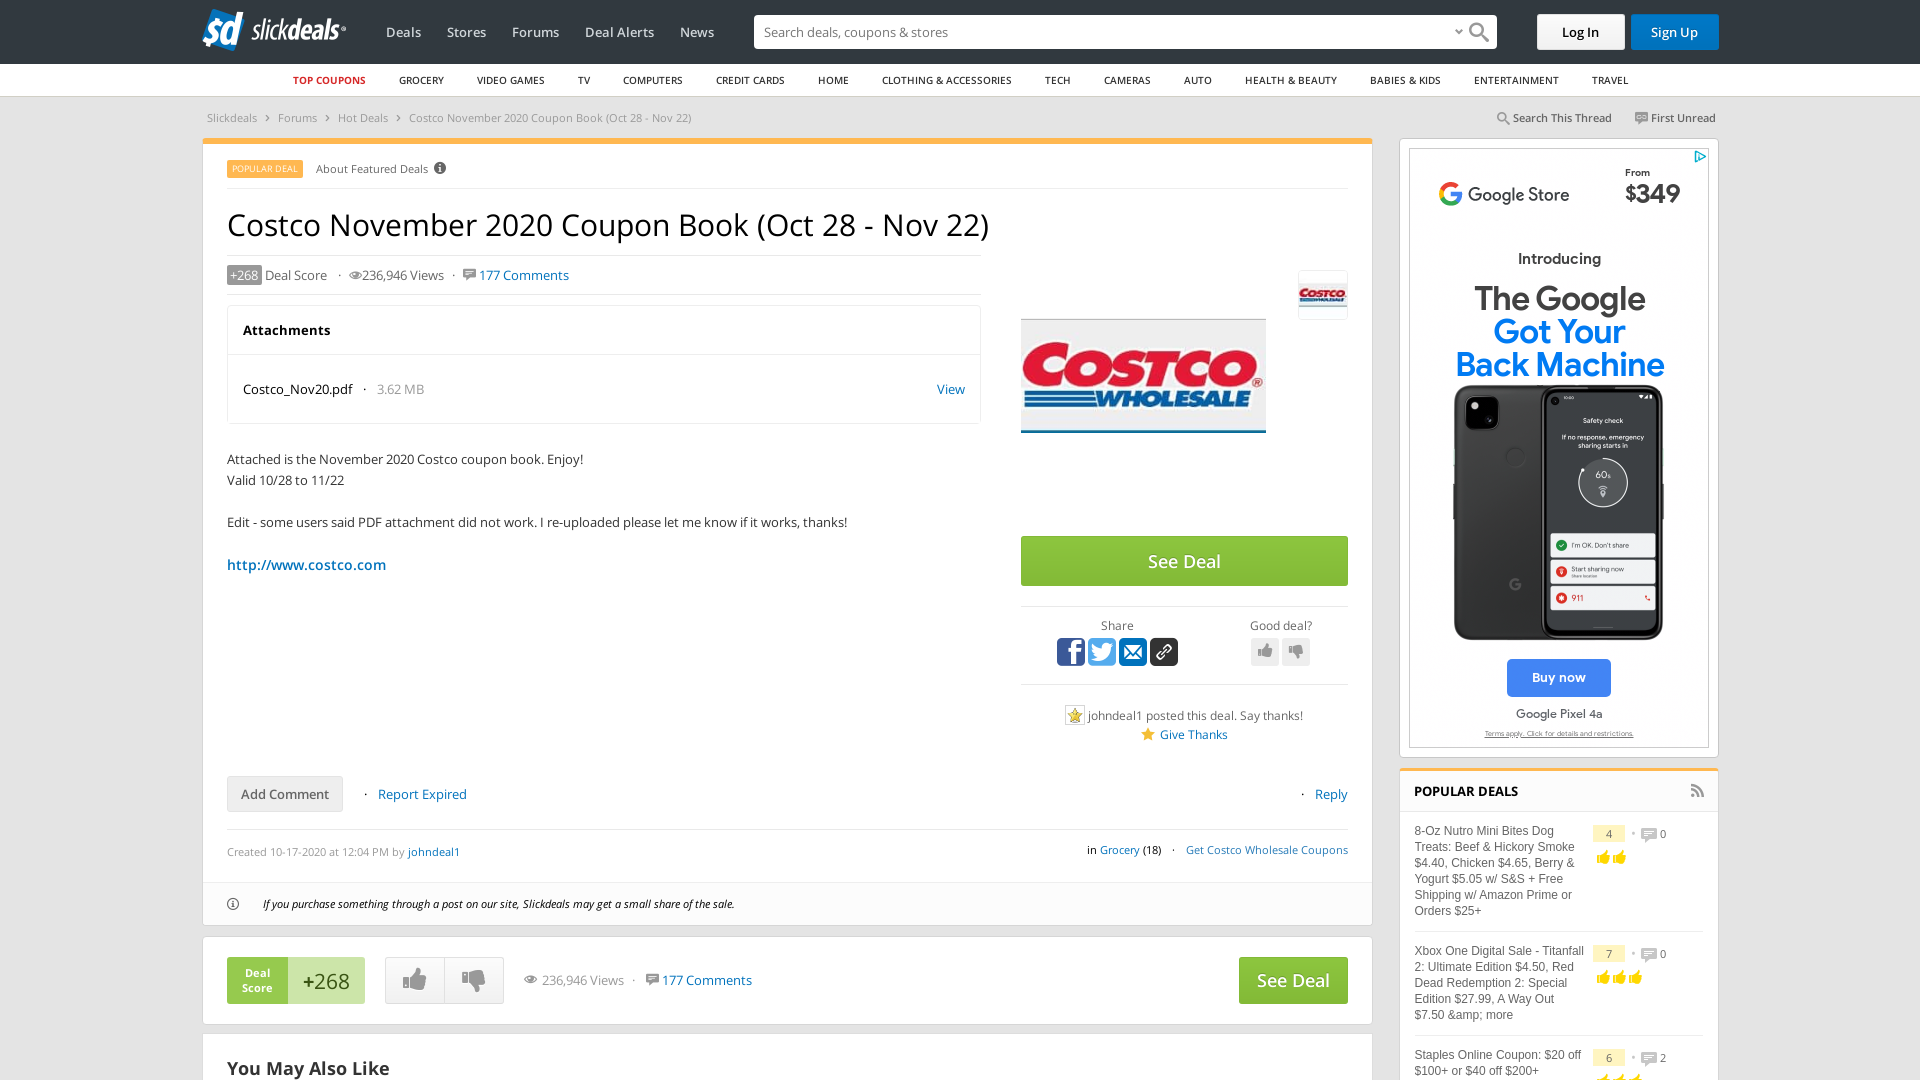 slickdeals
Deals Stores Forums Deal Alerts News
Search deals, coupons & stores
Log In Sign Up
TOP COUPONS GROCERY VIDEO GAMES TV COMPUTERS CREDIT CARDS HOME CLOTHING & ACCESSORIES TECH CAMERAS AUTO HEALTH & BEAUTY BABIES & KIDS ENTERTAINMENT TRAVEL
Slickdeals › Forums › Hot Deals › Costco November 2020 Coupon Book (Oct 28 - Nov 22)
Search This Thread First Unread
POPULAR DEAL About Featured Deals
Costco November 2020 Coupon Book (Oct 28 - Nov 22)
+268 Deal Score · 236,946 Views · 177 Comments
Attachments
Costco_Nov20.pdf · 3.62 MB View
Attached is the November 2020 Costco coupon book. Enjoy!
Valid 10/28 to 11/22
Edit - some users said PDF attachment did not work. I re-uploaded please let me know if it works, thanks!
http://www.costco.com
COSTCO
WHOLESALE
COSTCO
WHOLESALE
See Deal
Share Good deal?
johndeal1 posted this deal. Say thanks!
Give Thanks
Add Comment · Report Expired
· Reply
Created 10-17-2020 at 12:04 PM by johndeal1
in Grocery (18) · Get Costco Wholesale Coupons
If you purchase something through a post on our site, Slickdeals may get a small share of the sale.
Deal
Score
+268
236,946 Views · 177 Comments
See Deal
You May Also Like
Google Store
From
$349
Introducing
The Google
Got Your
Back Machine
Safety check
If no response, emergency
sharing starts in
60s
I'm OK. Don't share
Start sharing now
Share location
911
Buy now
Google Pixel 4a
Terms apply. Click for details and restrictions.
POPULAR DEALS
8-Oz Nutro Mini Bites Dog
Treats: Beef & Hickory Smoke
$4.40, Chicken $4.65, Berry &
Yogurt $5.05 w/ S&S + Free
Shipping w/ Amazon Prime or
Orders $25+
4 • 0
Xbox One Digital Sale - Titanfall
2: Ultimate Edition $4.50, Red
Dead Redemption 2: Special
Edition $27.99, A Way Out
$7.50 &amp; more
7 • 0
Staples Online Coupon: $20 off
$100+ or $40 off $200+
6 • 2